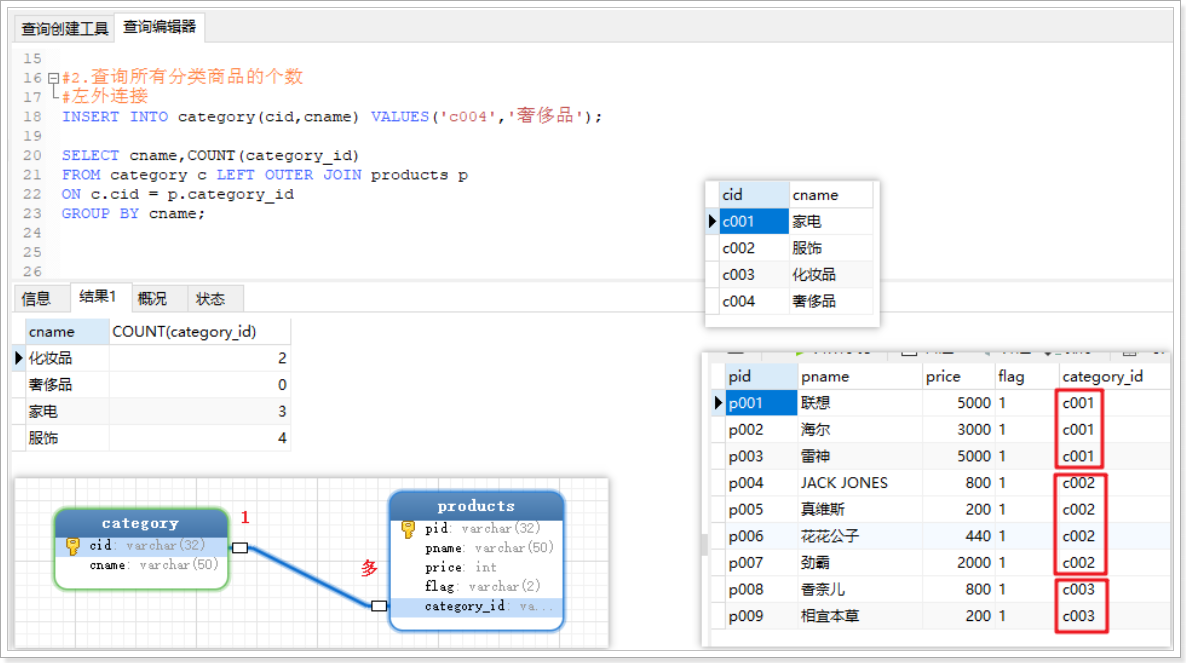 查询创建工具 查询编辑器
15
16 #2.查询所有分类商品的个数
17 #左外连接
18 INSERT INTO category(cid,cname) VALUES('c004','奢侈品');
19
20 SELECT cname,COUNT(category_id)
21 FROM category c LEFT OUTER JOIN products p
22 ON c.cid = p.category_id
23 GROUP BY cname;
24
25
26
cid cname
c001 家电
c002 服饰
c003 化妆品
c004 奢侈品
信息 结果1 概况 状态
cname COUNT(category_id)
化妆品 2
奢侈品 0
家电 3
服饰 4
pid pname price flag category_id
p001 联想 5000 1 c001
p002 海尔 3000 1 c001
p003 雷神 5000 1 c001
p004 JACK JONES 800 1 c002
p005 真维斯 200 1 c002
p006 花花公子 440 1 c002
p007 劲霸 2000 1 c002
p008 香奈儿 800 1 c003
p009 相宜本草 200 1 c003
category
cid: varchar(32)
cname: varchar(50)
1
多
products
pid: varchar(32)
pname: varchar(50)
price: int
flag: varchar(2)
category_id: va...